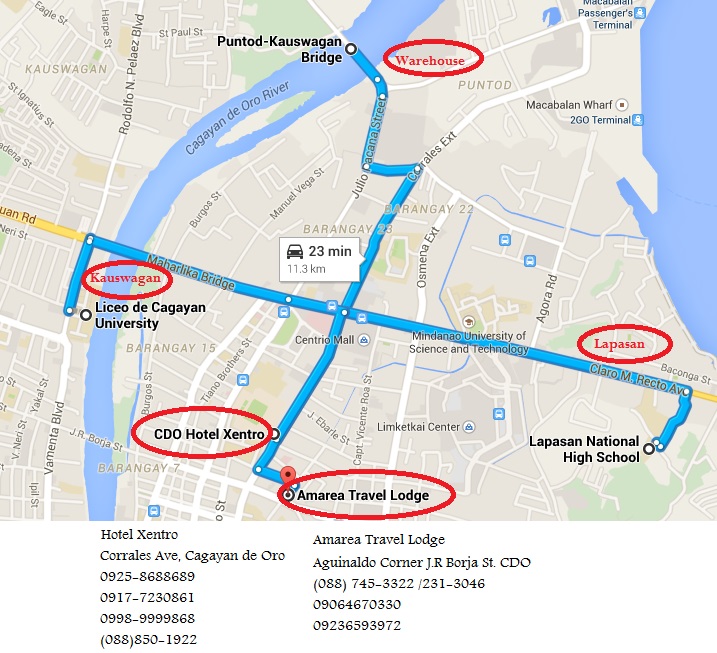 Eagle St
Harpe St
Rodolfo N. Pelaez Blvd
KAUSWAGAN
Macabalan
Passenger's
Terminal
Puntod-Kauswagan
Bridge
Warehouse
PUNTOD
St Ignatius St
Cagayan de Oro River
Macabalan Wharf
2GO Terminal
Julio Pacana Street
Corrales Ext
Manuel Vega St
Burgos St
BARANGAY 22
BARANGAY 23
Osmena Ext
uan Rd
23 min
11.3 km
Maharlika Bridge
Kauswagan
Agora Rd
Liceo de Cagayan
University
Centrio Mall
Mindanao University of
Science and Technology
Lapasan
BARANGAY 15
Tiano Brothers St
Burgos St
Baconga St
Claro M. Recto Ave
Capt. Vicente Roa St
Yakal St
Vamenta Blvd
V. Neri St
Ipil St
J.R. Borja St
CDO Hotel Xentro
J. Ebarle St
Limketkai Center
Lapasan National
High School
BARANGAY 7
Amarea Travel Lodge
Hotel Xentro
Corrales Ave, Cagayan de Oro
0925-8688689
0917-7230861
0998-9999868
(088)850-1922
Amarea Travel Lodge
Aguinaldo Corner J.R Borja St. CDO
(088) 745-3322 /231-3046
09064670330
09236593972